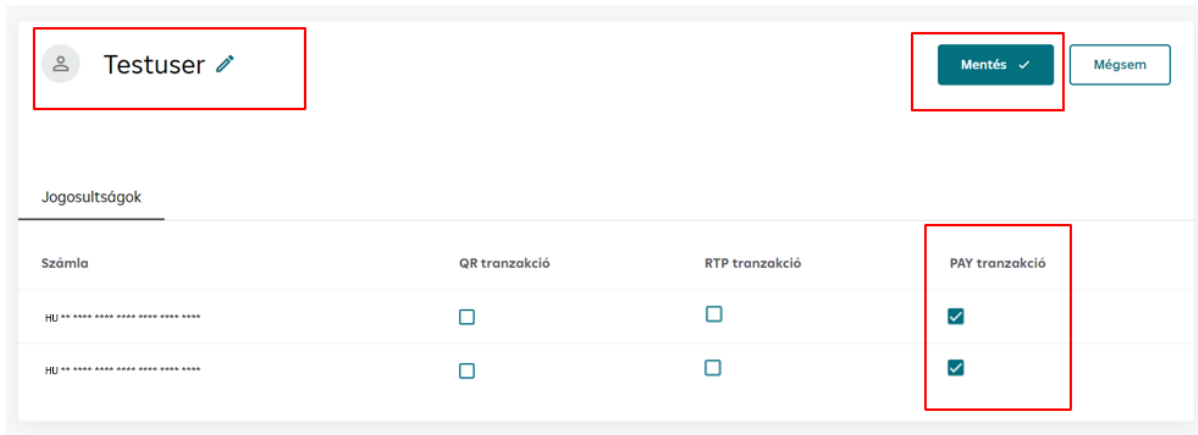 Testuser
Mentés
Mégsem
Jogosultságok
Számla QR tranzakció RTP tranzakció PAY tranzakció
HU ** **** **** **** **** **** ****
HU ** **** **** **** **** **** ****